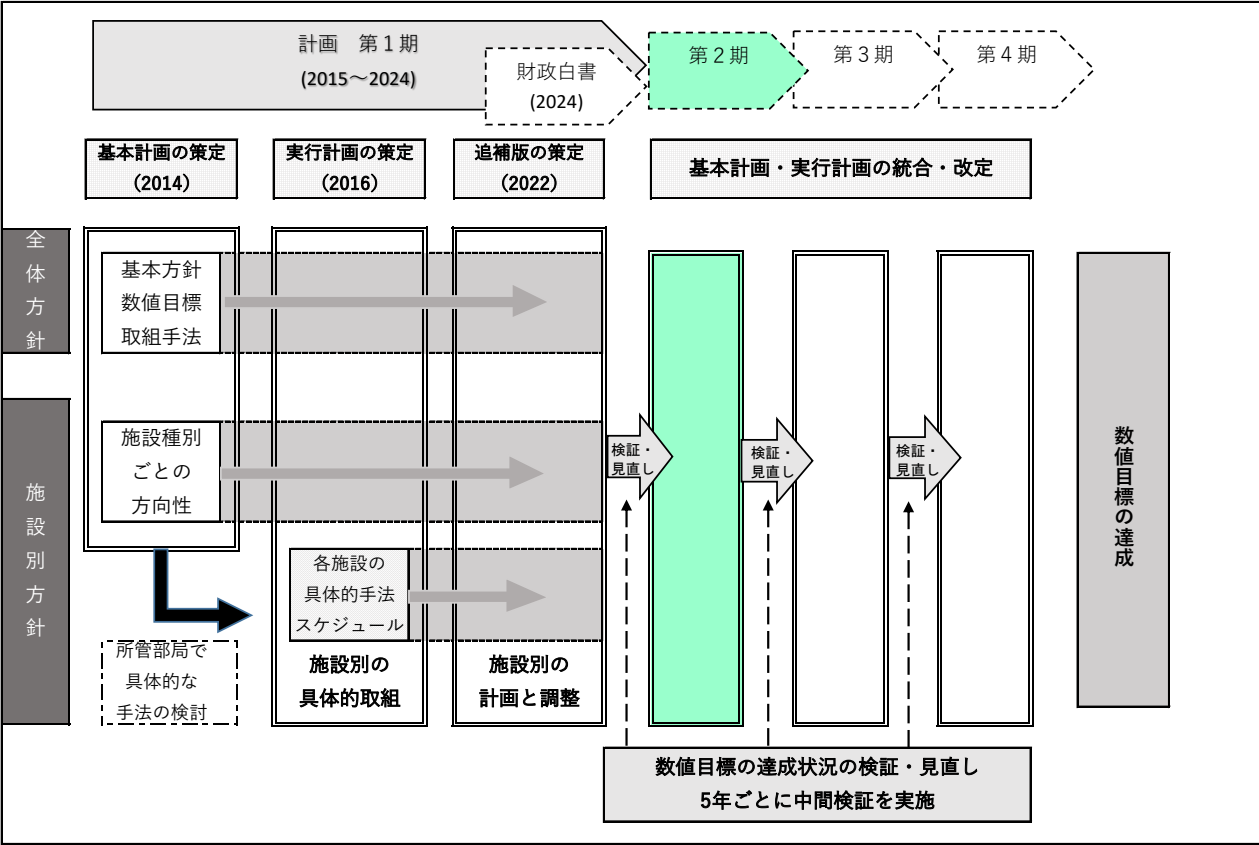 計画　第１期
(2015～2024)
財政白書
(2024)
第２期
第３期
第４期
基本計画の策定
（2014）
実行計画の策定
（2016）
追補版の策定
（2022）
基本計画・実行計画の統合・改定
全体方針
基本方針
数値目標
取組手法
施設別方針
施設種別
ごとの
方向性
各施設の
具体的手法
スケジュール
所管部局で
具体的な
手法の検討
施設別の
具体的取組
施設別の
計画と調整
検証・
見直し
検証・
見直し
検証・
見直し
数値目標の達成
数値目標の達成状況の検証・見直し
5年ごとに中間検証を実施